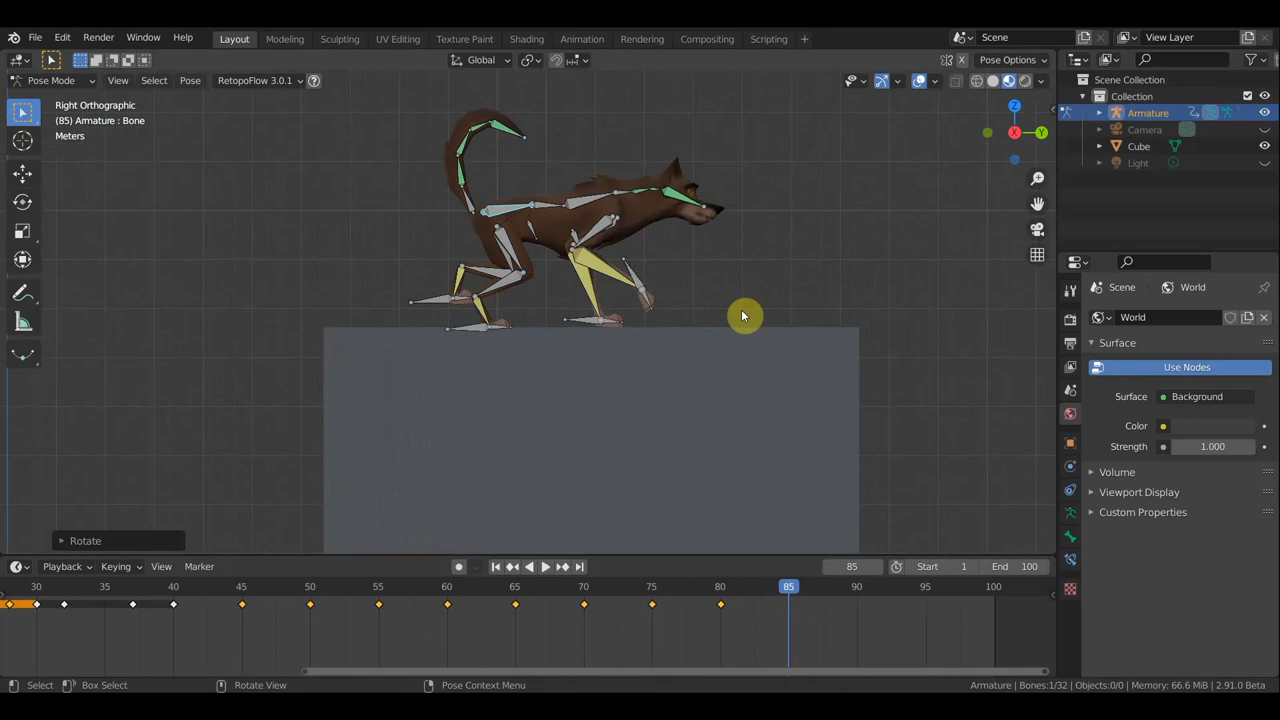 File Edit Render Window Help Layout Modeling Sculpting UV Editing Texture Paint Shading Animation Rendering Compositing Scripting + Scene View Layer
Global Pose Options
Pose Mode View Select Pose RetopoFlow 3.0.1 ?
Right Orthographic
(85) Armature : Bone
Meters
Z
X
Y
Scene Collection
Collection
Armature
Camera
Cube
Light
Scene > World
World
Surface
Use Nodes
Surface Background
Color
Strength 1.000
Volume
Viewport Display
Custom Properties
Rotate
Playback Keying View Marker 85 Start 1 End 100
30 40 45 50 55 60 65 70 75 80 85 90 95 100
Select Box Select Rotate View Pose Context Menu Armature | Bones:1/32 | Objects:0/0 | Memory: 66.6 MiB | 2.91.0 Beta